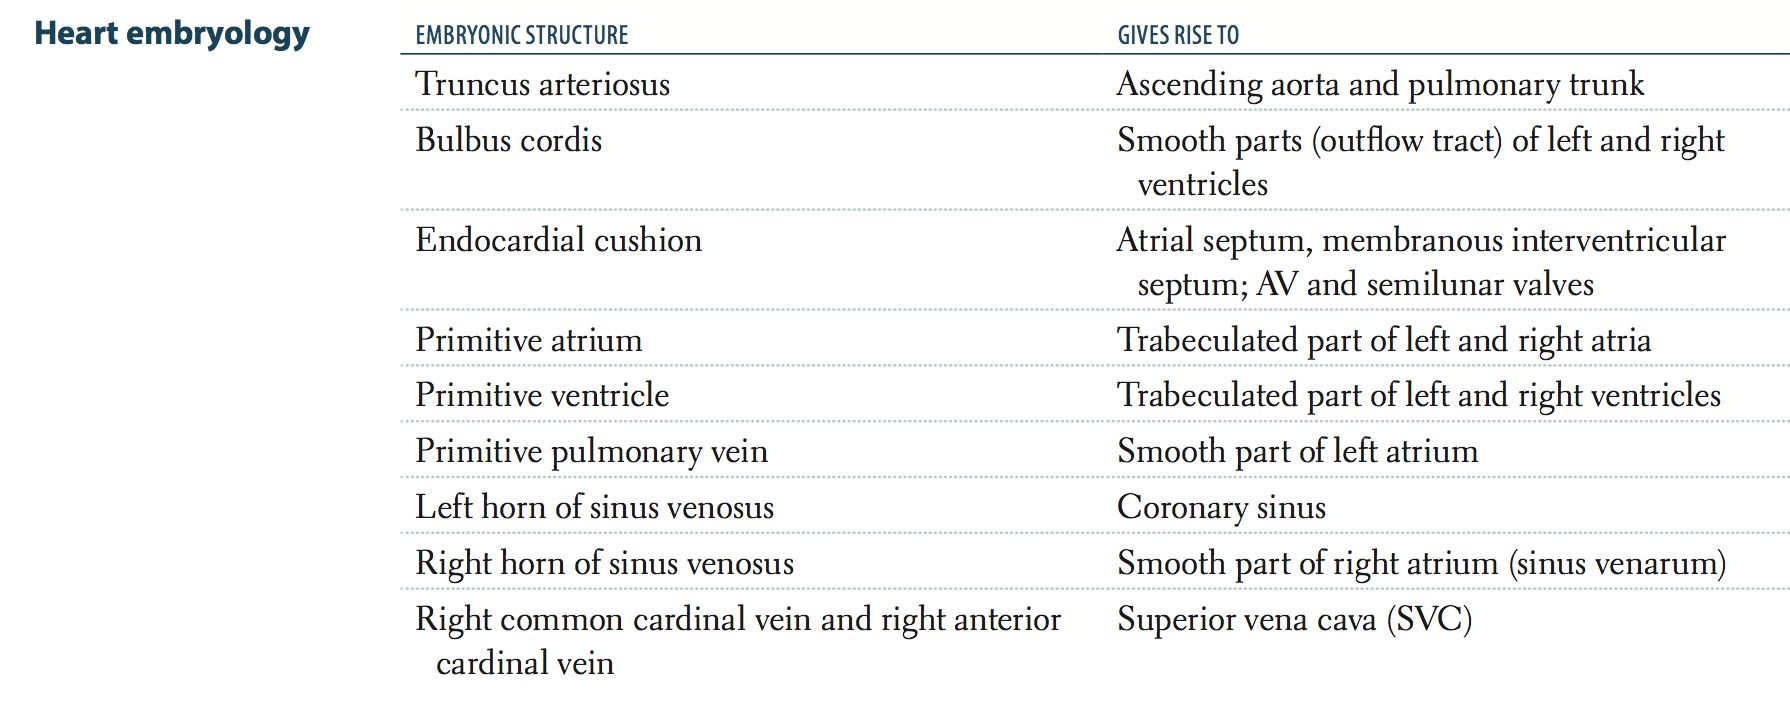 Heart embryology
EMBRYONIC STRUCTURE GIVES RISE TO
Truncus arteriosus Ascending aorta and pulmonary trunk
Bulbus cordis Smooth parts (outflow tract) of left and right
ventricles
Endocardial cushion Atrial septum, membranous interventricular
septum; AV and semilunar valves
Primitive atrium Trabeculated part of left and right atria
Primitive ventricle Trabeculated part of left and right ventricles
Primitive pulmonary vein Smooth part of left atrium
Left horn of sinus venosus Coronary sinus
Right horn of sinus venosus Smooth part of right atrium (sinus venarum)
Right common cardinal vein and right anterior Superior vena cava (SVC)
cardinal vein